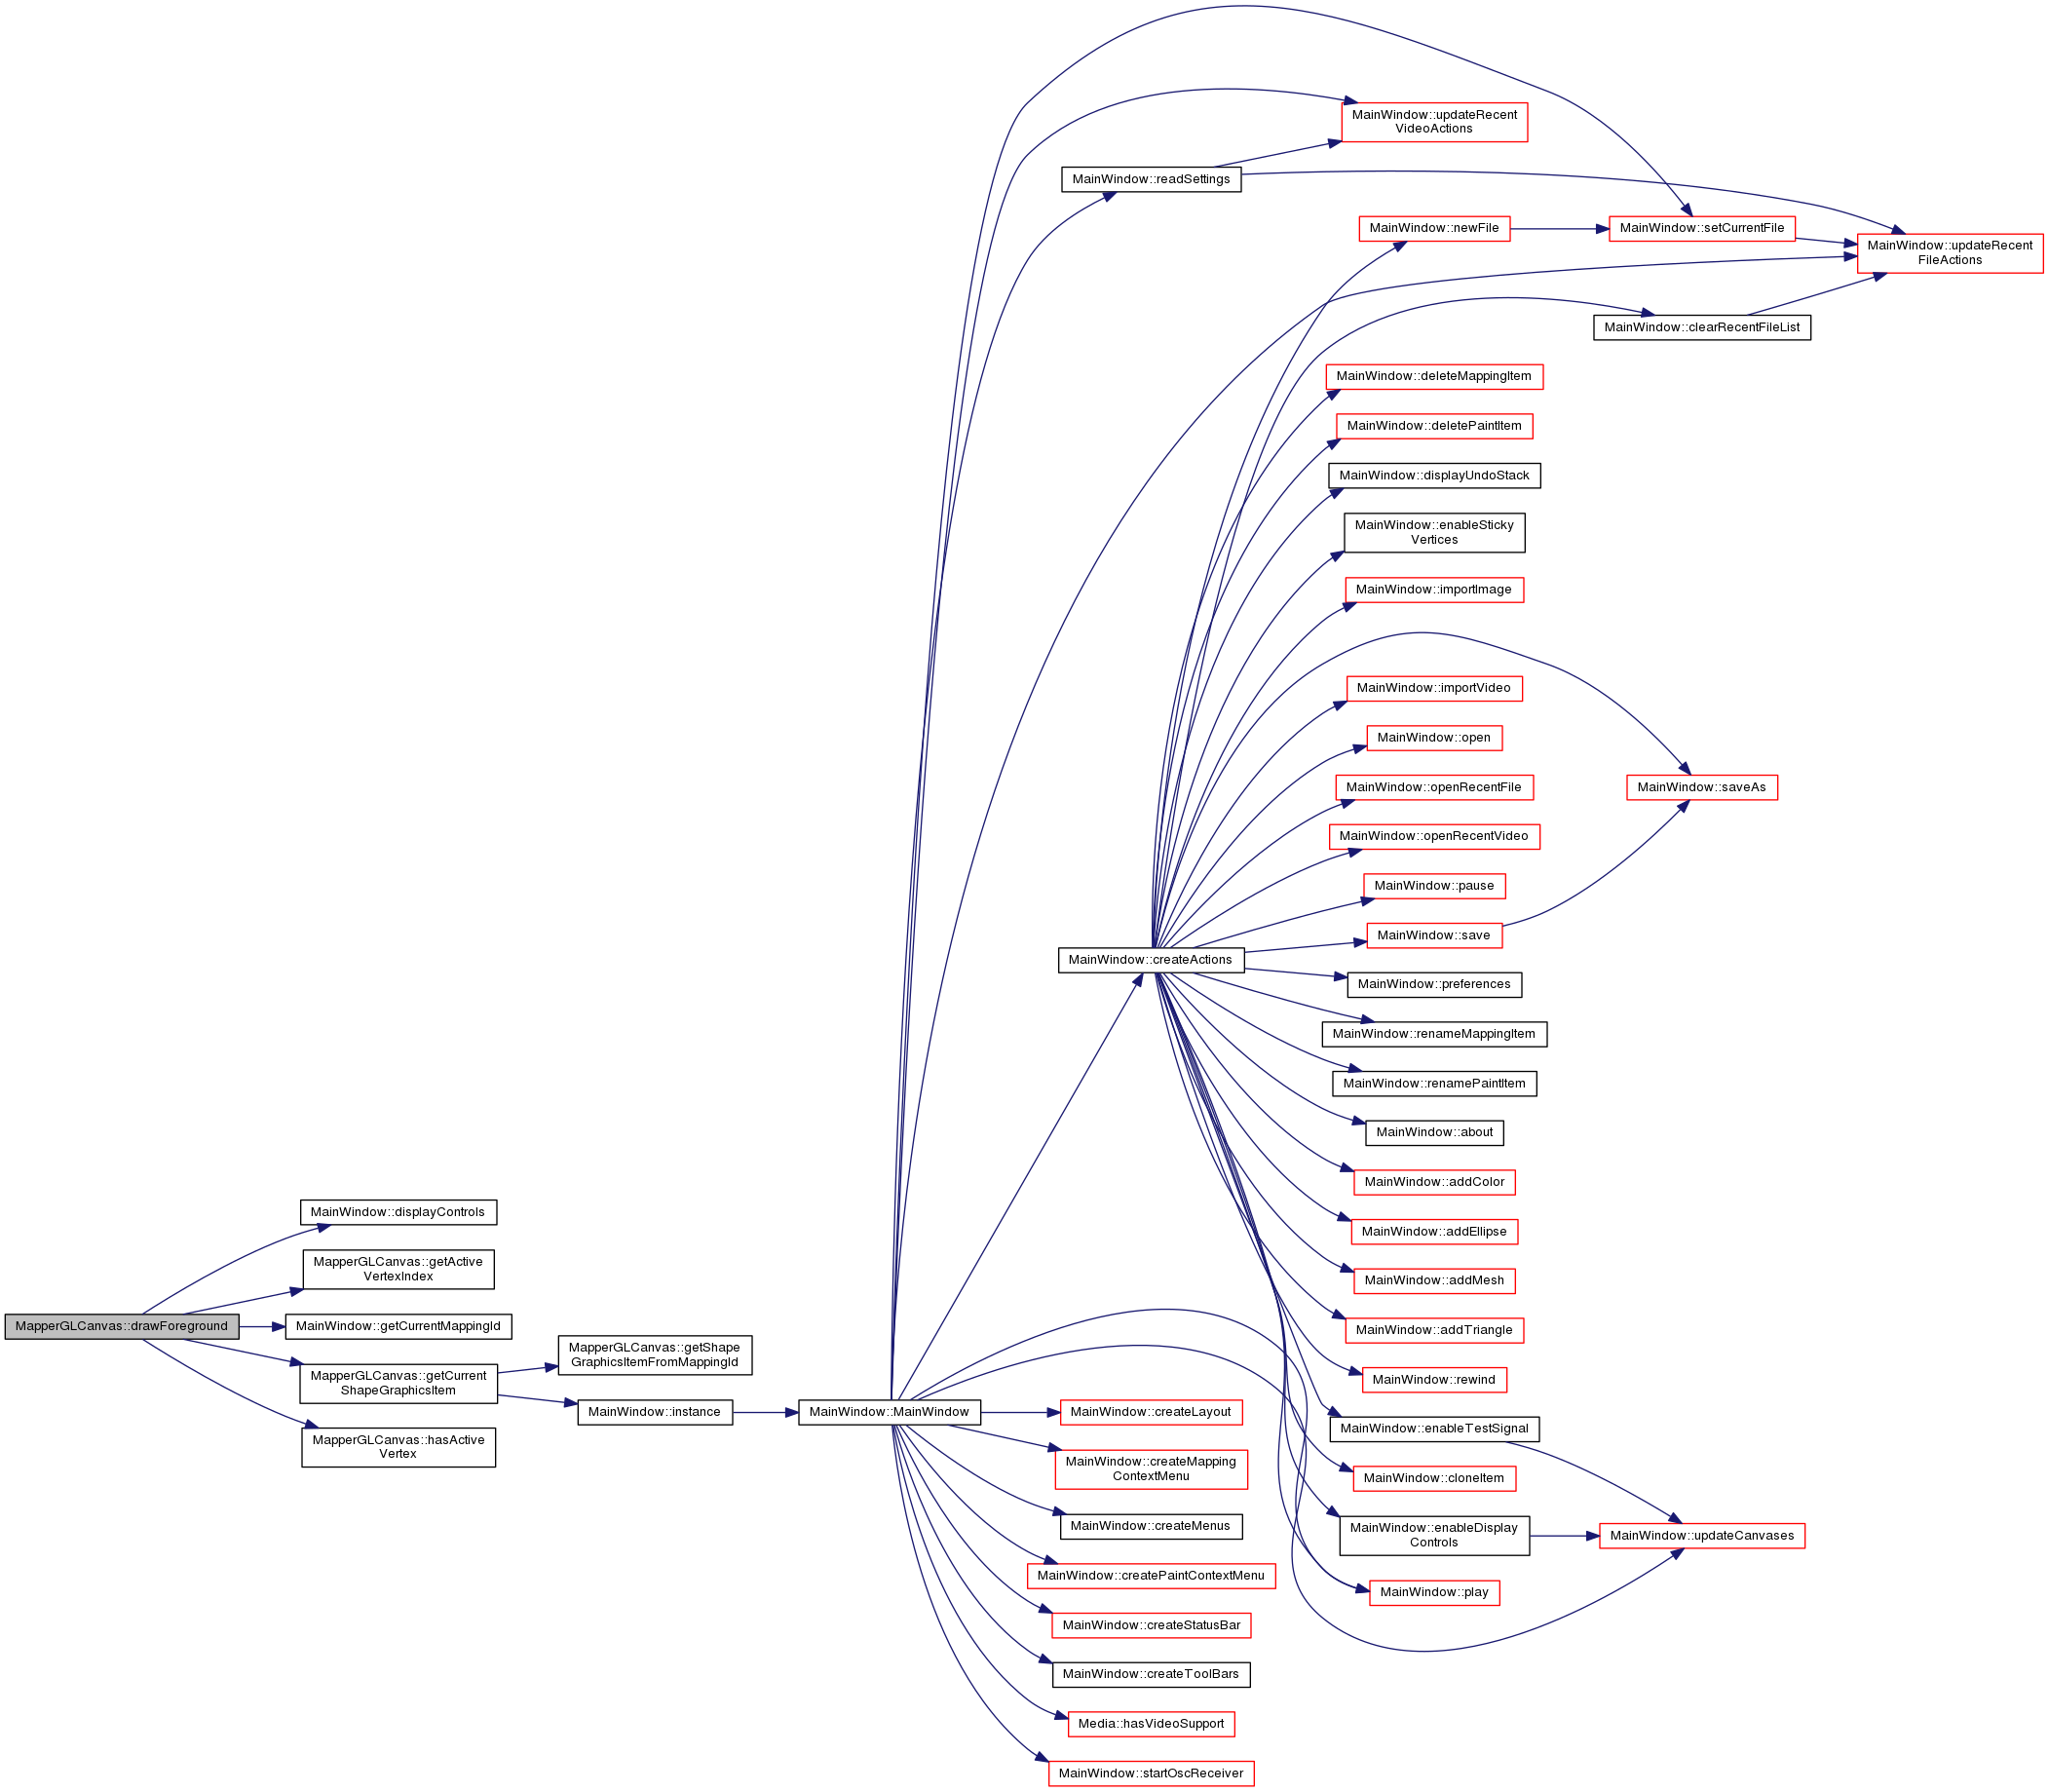 MapperGLCanvas::drawForeground
MainWindow::displayControls
MapperGLCanvas::getActive
VertexIndex
MainWindow::getCurrentMappingId
MapperGLCanvas::getCurrent
ShapeGraphicsItem
MapperGLCanvas::hasActive
Vertex
MapperGLCanvas::getShape
GraphicsItemFromMappingId
MainWindow::instance
MainWindow::MainWindow
MainWindow::readSettings
MainWindow::createActions
MainWindow::createLayout
MainWindow::createMapping
ContextMenu
MainWindow::createMenus
MainWindow::createPaintContextMenu
MainWindow::createStatusBar
MainWindow::createToolBars
Media::hasVideoSupport
MainWindow::startOscReceiver
MainWindow::updateRecent
VideoActions
MainWindow::newFile
MainWindow::deleteMappingItem
MainWindow::deletePaintItem
MainWindow::displayUndoStack
MainWindow::enableSticky
Vertices
MainWindow::importImage
MainWindow::importVideo
MainWindow::open
MainWindow::openRecentFile
MainWindow::openRecentVideo
MainWindow::pause
MainWindow::save
MainWindow::preferences
MainWindow::renameMappingItem
MainWindow::renamePaintItem
MainWindow::about
MainWindow::addColor
MainWindow::addEllipse
MainWindow::addMesh
MainWindow::addTriangle
MainWindow::rewind
MainWindow::enableTestSignal
MainWindow::cloneItem
MainWindow::enableDisplay
Controls
MainWindow::play
MainWindow::setCurrentFile
MainWindow::clearRecentFileList
MainWindow::saveAs
MainWindow::updateCanvases
MainWindow::updateRecent
FileActions